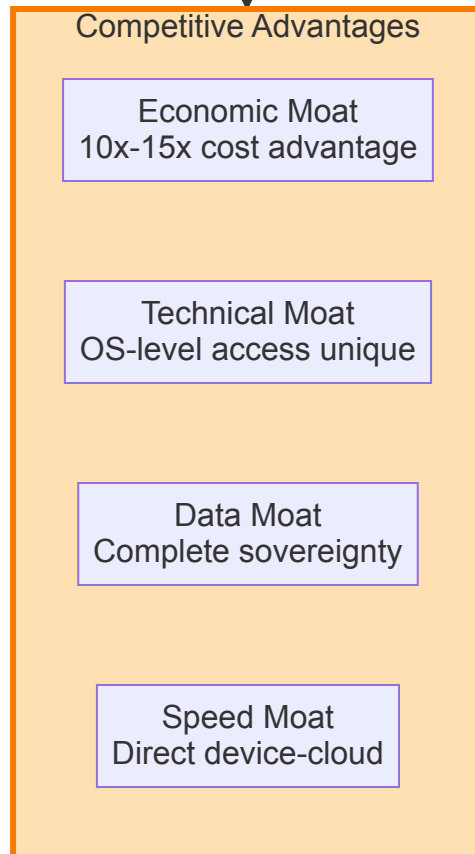 Competitive Advantages
Economic Moat
10x-15x cost advantage
Technical Moat
OS-level access unique
Data Moat
Complete sovereignty
Speed Moat
Direct device-cloud